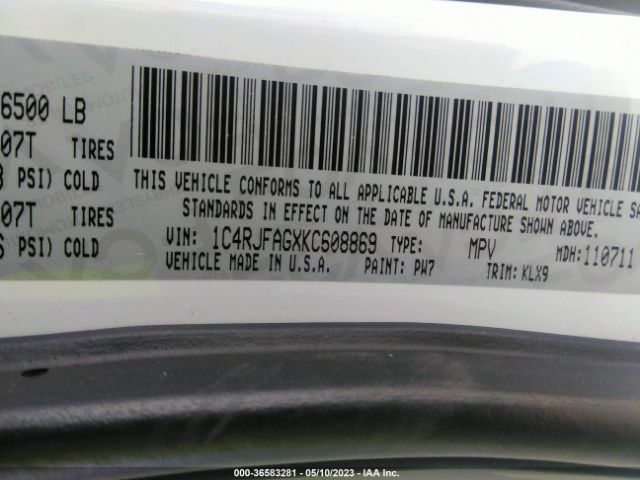 6500 LB
07T TIRES
PSI) COLD
07T TIRES
PSI) COLD
THIS VEHICLE CONFORMS TO ALL APPLICABLE U.S.A. FEDERAL MOTOR VEHICLE SA
STANDARDS IN EFFECT ON THE DATE OF MANUFACTURE SHOWN ABOVE.
VIN: 1C4RJFAGXKC608869 TYPE: MPV MDH: 110711
VEHICLE MADE IN U.S.A. PAINT: PW7 TRIM: KLX9
000-36583281 - 05/10/2023 - IAA Inc.